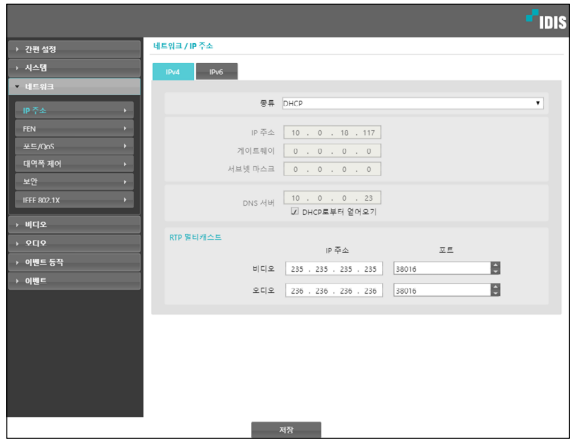 IDIS
간편 설정
시스템
네트워크
IP 주소
FEN
포트/QoS
대역폭 제어
보안
IEEE 802.1X
비디오
오디오
이벤트 동작
이벤트
네트워크 / IP 주소
IPv4 IPv6
종류 DHCP
IP 주소 10 . 0 . 18 . 117
게이트웨이 0 . 0 . 0 . 0
서브넷 마스크 0 . 0 . 0 . 0
DNS 서버 10 . 0 . 0 . 23
DHCP로부터 얻어오기
RTP 멀티캐스트
IP 주소 포트
비디오 235 . 235 . 235 . 235 38016
오디오 236 . 236 . 236 . 236 38016
저장